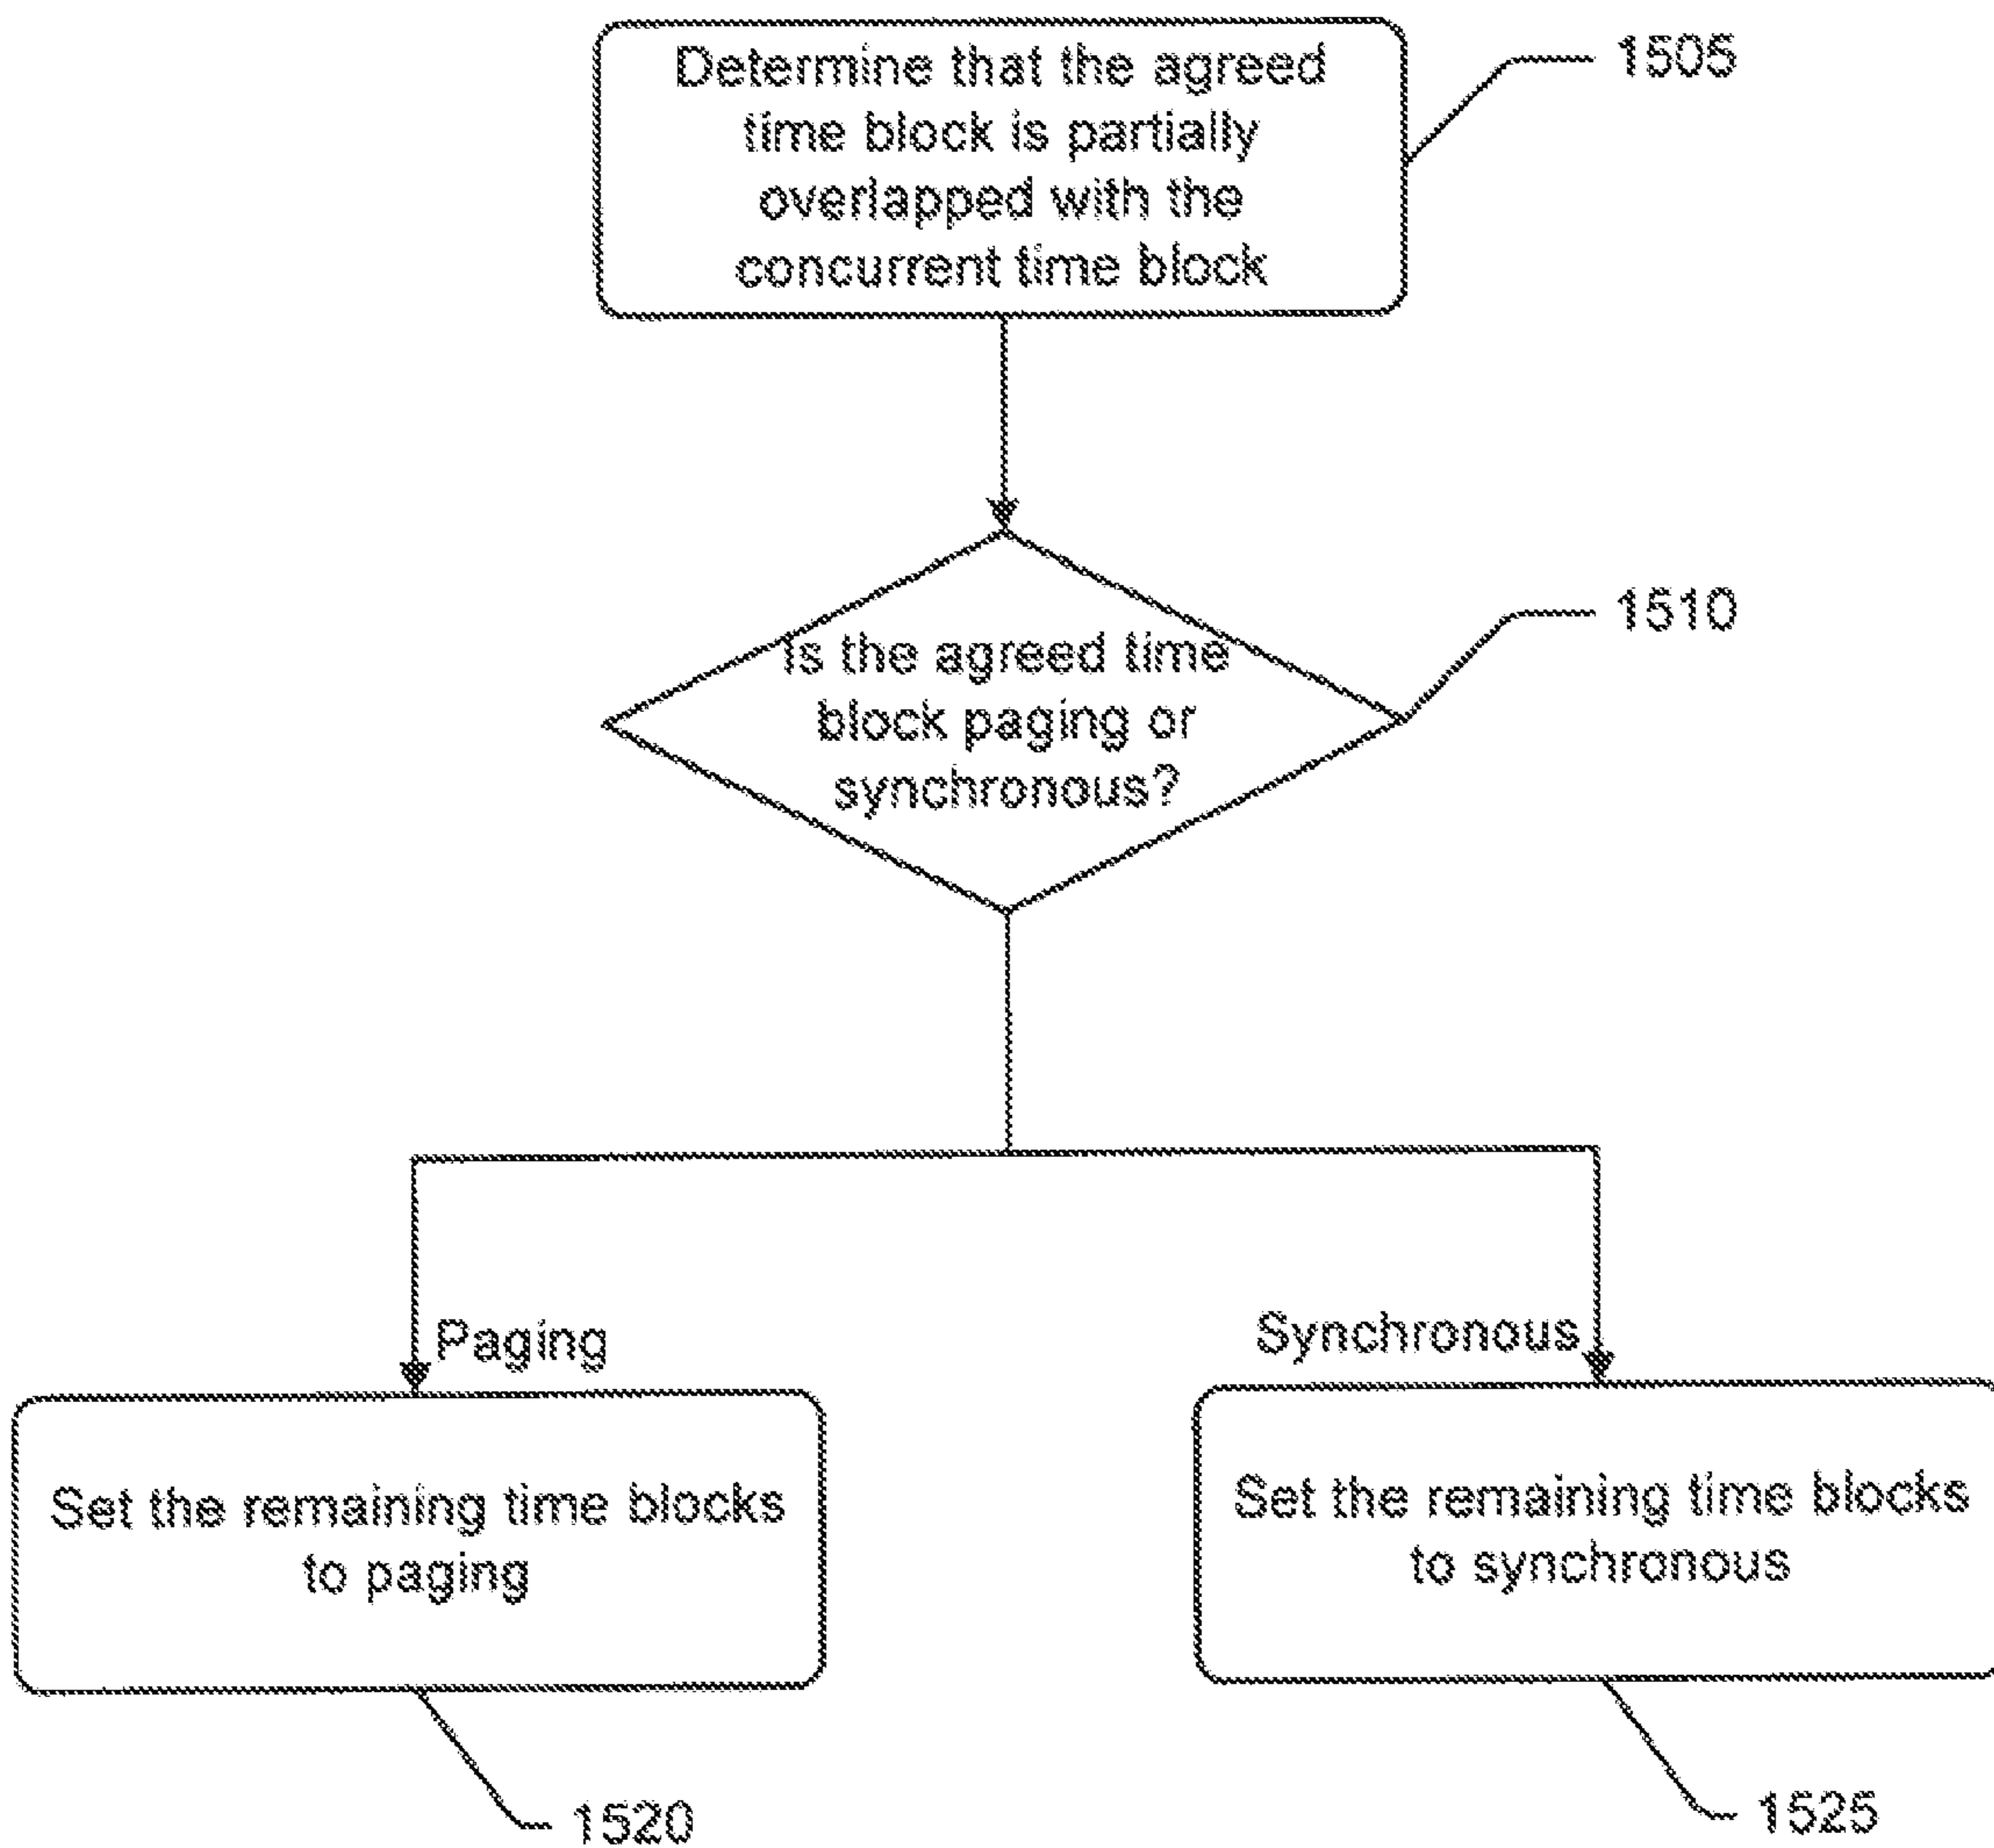 Determine that the agreed
time block is partially
overlapped with the
concurrent time block
1505
Is the agreed time
block paging or
synchronous?
1510
Paging
Synchronous
Set the remaining time blocks
to paging
Set the remaining time blocks
to synchronous
1520
1525